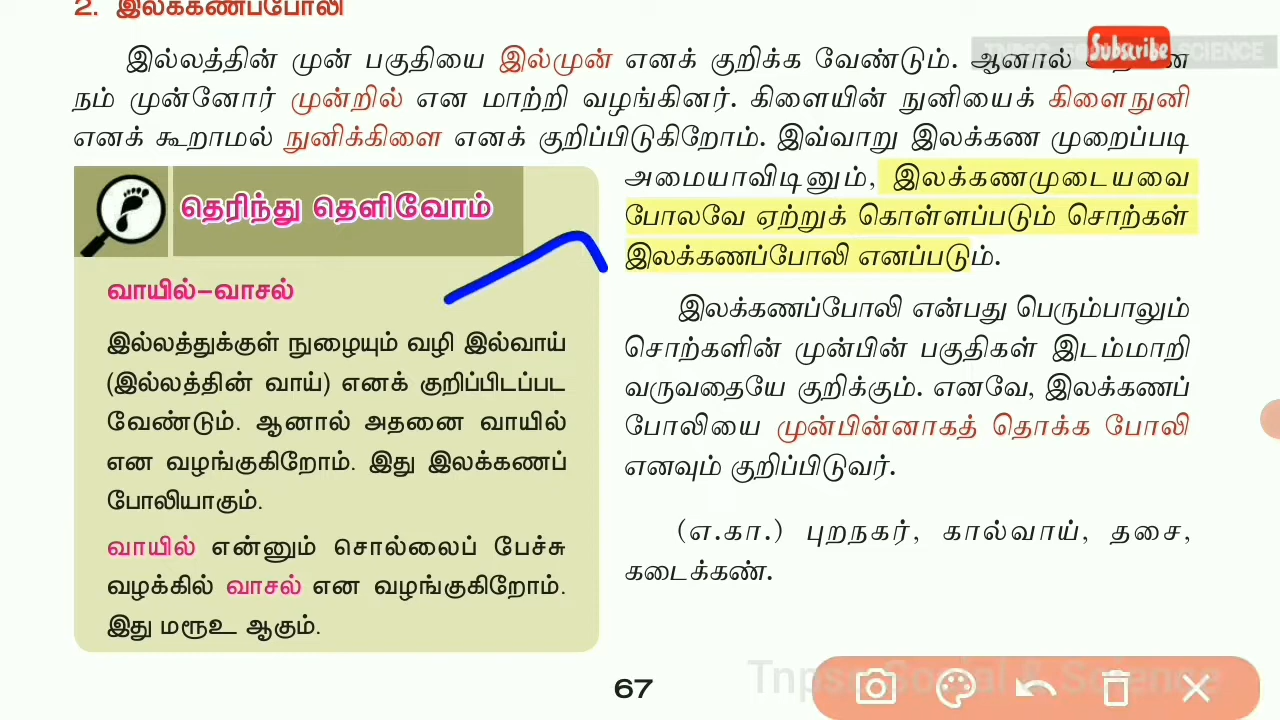 2. இலக்கணப்போலி
இல்லத்தின் முன் பகுதியை இல்முன் எனக் குறிக்க வேண்டும். ஆனால்
நம் முன்னோர் முன்றில் என மாற்றி வழங்கினர். கிளையின் நுனியைக் கிளைநுனி
எனக் கூறாமல் நுனிக்கிளை எனக் குறிப்பிடுகிறோம். இவ்வாறு இலக்கண முறைப்படி
அமையாவிடினும், இலக்கணமுடையவை
போலவே ஏற்றுக் கொள்ளப்படும் சொற்கள்
இலக்கணப்போலி எனப்படும்.
இலக்கணப்போலி என்பது பெரும்பாலும்
சொற்களின் முன்பின் பகுதிகள் இடம்மாறி
வருவதையே குறிக்கும். எனவே, இலக்கணப்
போலியை முன்பின்னாகத் தொக்க போலி
எனவும் குறிப்பிடுவர்.
(எ.கா.) புறநகர், கால்வாய், தசை,
கடைக்கண்.
தெரிந்து தெளிவோம்
வாயில்–வாசல்
இல்லத்துக்குள் நுழையும் வழி இல்வாய்
(இல்லத்தின் வாய்) எனக் குறிப்பிடப்பட
வேண்டும். ஆனால் அதனை வாயில்
என வழங்குகிறோம். இது இலக்கணப்
போலியாகும்.
வாயில் என்னும் சொல்லைப் பேச்சு
வழக்கில் வாசல் என வழங்குகிறோம்.
இது மரூஉ ஆகும்.
67
Subscribe
SCIENCE
Tnpsc Social & Science